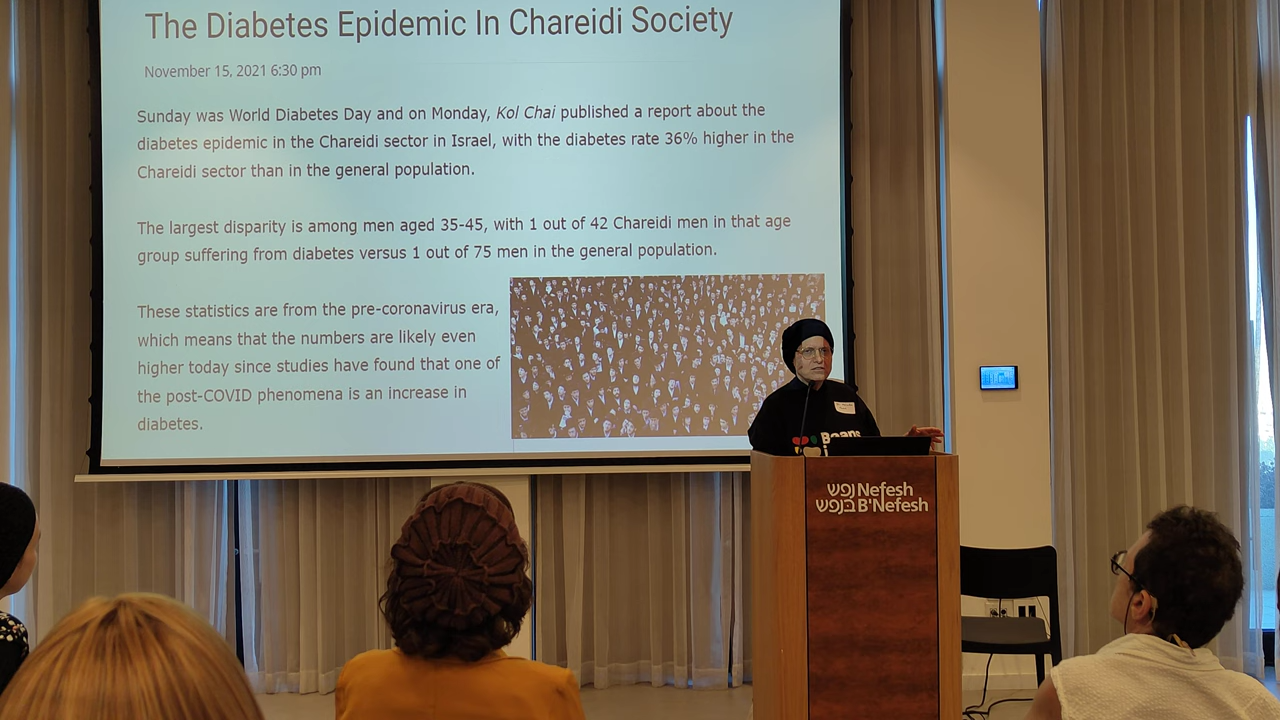 The Diabetes Epidemic In Chareidi Society
November 15, 2021 6:30 pm
Sunday was World Diabetes Day and on Monday, Kol Chai published a report about the
diabetes epidemic in the Chareidi sector in Israel, with the diabetes rate 36% higher in the
Chareidi sector than in the general population.
The largest disparity is among men aged 35-45, with 1 out of 42 Chareidi men in that age
group suffering from diabetes versus 1 out of 75 men in the general population.
These statistics are from the pre-coronavirus era,
which means that the numbers are likely even
higher today since studies have found that one of
the post-COVID phenomena is an increase in
diabetes.
Beans
נפש Nefesh
בנפש B'Nefesh